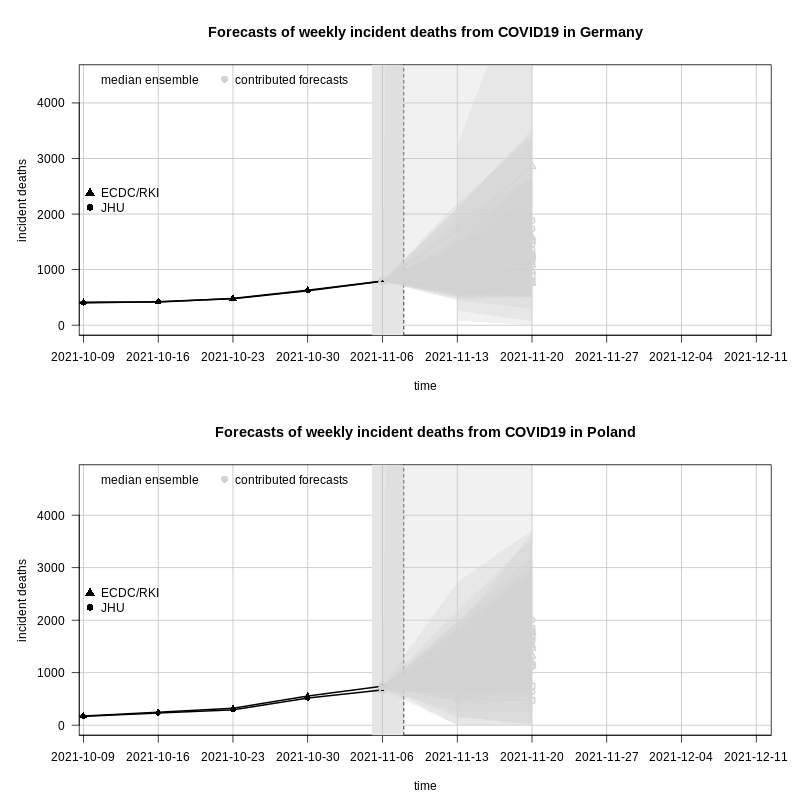 Forecasts of weekly incident deaths from COVID19 in Germany
median ensemble contributed forecasts
4000
3000
ECDC/RKI
JHU
2000
1000
0
incident deaths
2021-10-09 2021-10-16 2021-10-23 2021-10-30 2021-11-06 2021-11-13 2021-11-20 2021-11-27 2021-12-04 2021-12-11
time
Forecasts of weekly incident deaths from COVID19 in Poland
median ensemble contributed forecasts
4000
3000
ECDC/RKI
JHU
2000
1000
0
incident deaths
2021-10-09 2021-10-16 2021-10-23 2021-10-30 2021-11-06 2021-11-13 2021-11-20 2021-11-27 2021-12-04 2021-12-11
time